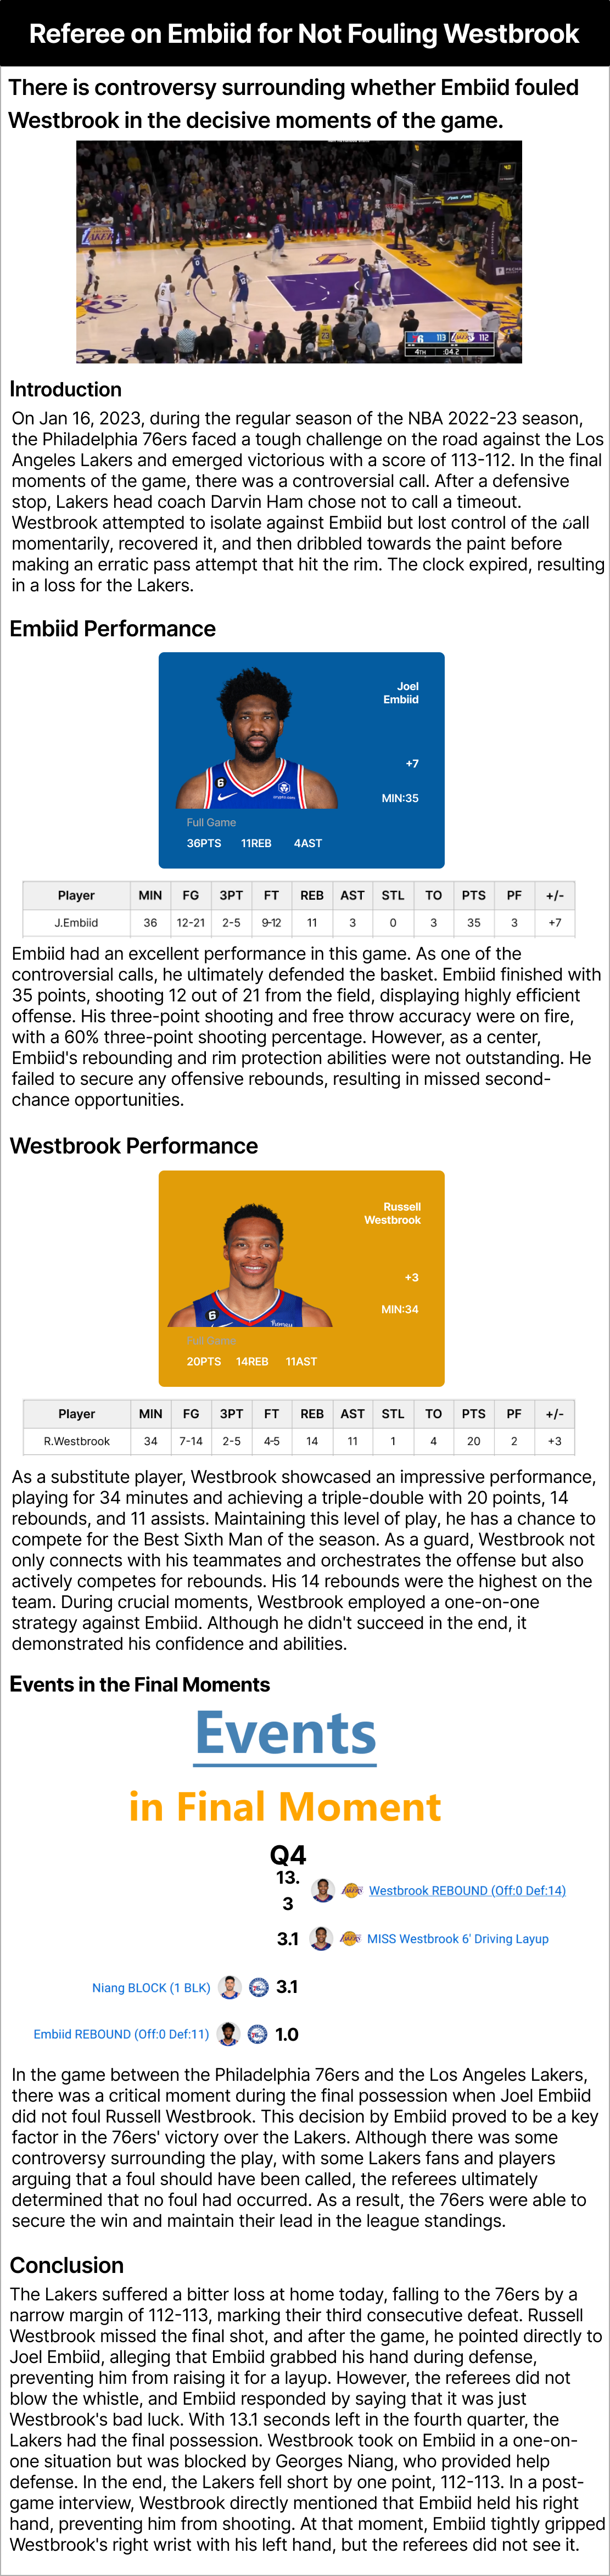 Referee on Embiid for Not Fouling Westbrook
There is controversy surrounding whether Embiid fouled
Westbrook in the decisive moments of the game.
LAKERS
76 113 LAKERS 112
4TH :04.2
Introduction
On Jan 16, 2023, during the regular season of the NBA 2022-23 season,
the Philadelphia 76ers faced a tough challenge on the road against the Los
Angeles Lakers and emerged victorious with a score of 113-112. In the final
moments of the game, there was a controversial call. After a defensive
stop, Lakers head coach Darvin Ham chose not to call a timeout.
Westbrook attempted to isolate against Embiid but lost control of the ball
momentarily, recovered it, and then dribbled towards the paint before
making an erratic pass attempt that hit the rim. The clock expired, resulting
in a loss for the Lakers.
Embiid Performance
Joel
Embiid
+7
6
MIN:35
Full Game
36PTS 11REB 4AST
Player MIN FG 3PT FT REB AST STL TO PTS PF +/-
J.Embiid 36 12-21 2-5 9-12 11 3 0 3 35 3 +7
Embiid had an excellent performance in this game. As one of the
controversial calls, he ultimately defended the basket. Embiid finished with
35 points, shooting 12 out of 21 from the field, displaying highly efficient
offense. His three-point shooting and free throw accuracy were on fire,
with a 60% three-point shooting percentage. However, as a center,
Embiid's rebounding and rim protection abilities were not outstanding. He
failed to secure any offensive rebounds, resulting in missed second-
chance opportunities.
Westbrook Performance
Russell
Westbrook
+3
MIN:34
6
Full Game
20PTS 14REB 11AST
Player MIN FG 3PT FT REB AST STL TO PTS PF +/-
R.Westbrook 34 7-14 2-5 4-5 14 11 1 4 20 2 +3
As a substitute player, Westbrook showcased an impressive performance,
playing for 34 minutes and achieving a triple-double with 20 points, 14
rebounds, and 11 assists. Maintaining this level of play, he has a chance to
compete for the Best Sixth Man of the season. As a guard, Westbrook not
only connects with his teammates and orchestrates the offense but also
actively competes for rebounds. His 14 rebounds were the highest on the
team. During crucial moments, Westbrook employed a one-on-one
strategy against Embiid. Although he didn't succeed in the end, it
demonstrated his confidence and abilities.
Events in the Final Moments
Events
in Final Moment
Q4
13.
3
LAKERS Westbrook REBOUND (Off:0 Def:14)
3.1 LAKERS MISS Westbrook 6' Driving Layup
Niang BLOCK (1 BLK) 76 3.1
Embiid REBOUND (Off:0 Def:11) 76 1.0
In the game between the Philadelphia 76ers and the Los Angeles Lakers,
there was a critical moment during the final possession when Joel Embiid
did not foul Russell Westbrook. This decision by Embiid proved to be a key
factor in the 76ers' victory over the Lakers. Although there was some
controversy surrounding the play, with some Lakers fans and players
arguing that a foul should have been called, the referees ultimately
determined that no foul had occurred. As a result, the 76ers were able to
secure the win and maintain their lead in the league standings.
Conclusion
The Lakers suffered a bitter loss at home today, falling to the 76ers by a
narrow margin of 112-113, marking their third consecutive defeat. Russell
Westbrook missed the final shot, and after the game, he pointed directly to
Joel Embiid, alleging that Embiid grabbed his hand during defense,
preventing him from raising it for a layup. However, the referees did not
blow the whistle, and Embiid responded by saying that it was just
Westbrook's bad luck. With 13.1 seconds left in the fourth quarter, the
Lakers had the final possession. Westbrook took on Embiid in a one-on-
one situation but was blocked by Georges Niang, who provided help
defense. In the end, the Lakers fell short by one point, 112-113. In a post-
game interview, Westbrook directly mentioned that Embiid held his right
hand, preventing him from shooting. At that moment, Embiid tightly gripped
Westbrook's right wrist with his left hand, but the referees did not see it.